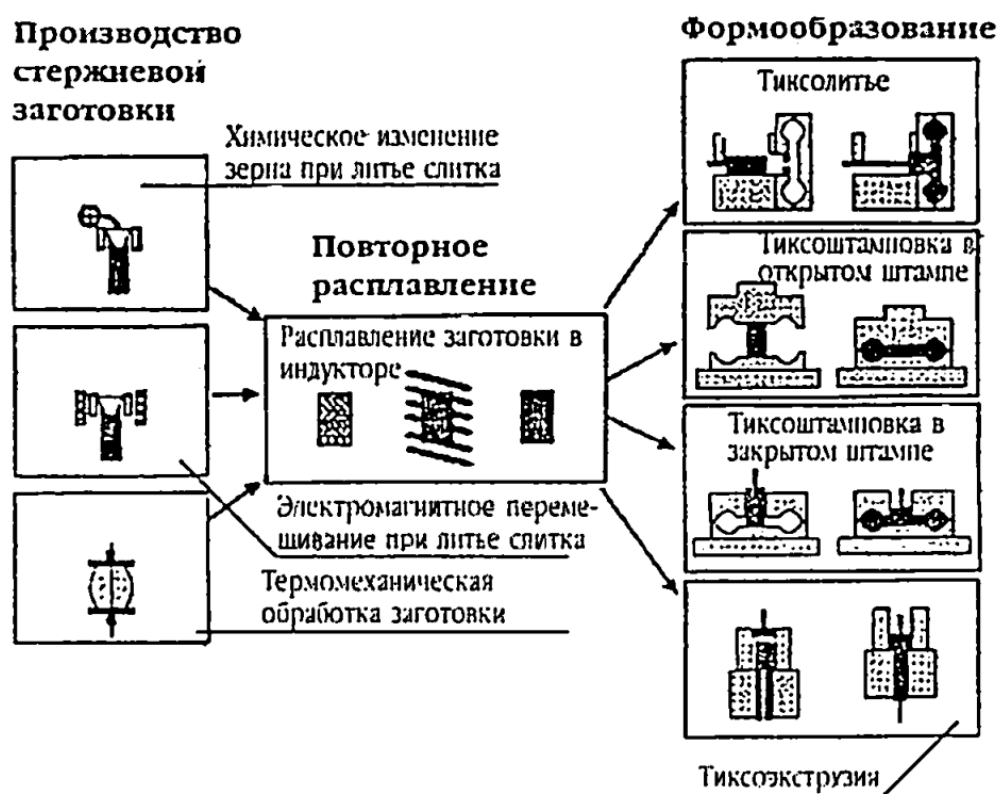 Производство
стержневой
заготовки
Химическое изменение
зерна при литье слитка
Повторное
расплавление
Расплавление заготовки в
индукторе
Электромагнитное переме-
шивание при литье слитка
Термомеханическая
обработка заготовки
Формообразование
Тиксолитье
Тиксоштамповка в
открытом штампе
Тиксоштамповка в
закрытом штампе
Тиксоэкструзия